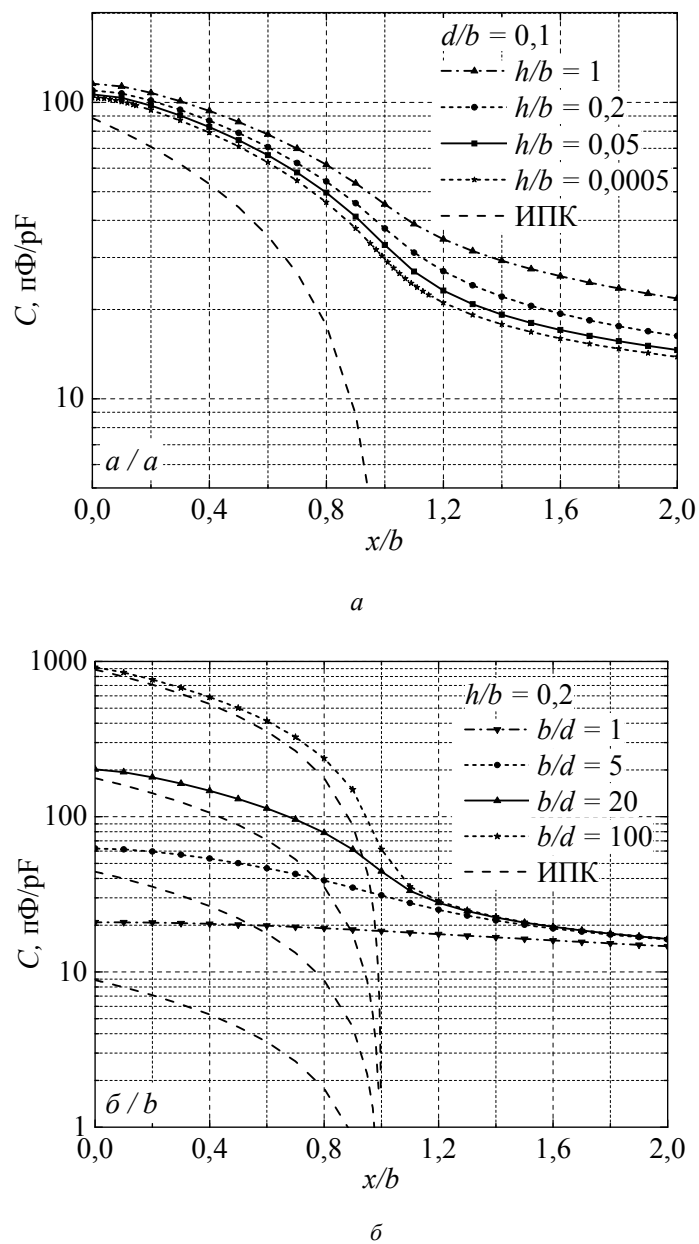 d/b = 0,1
h/b = 1
h/b = 0,2
h/b = 0,05
h/b = 0,0005
ИПК
100
10
C, пФ/pF
a / a
0,0 0,4 0,8 1,2 1,6 2,0
x/b
а
1000
100
10
1
C, пФ/pF
h/b = 0,2
b/d = 1
b/d = 5
b/d = 20
b/d = 100
ИПК
б / b
0,0 0,4 0,8 1,2 1,6 2,0
x/b
б